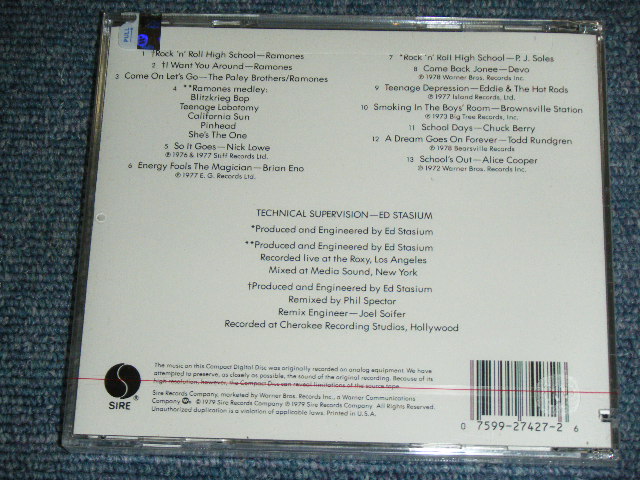 PULL
1 †Rock 'n' Roll High School—Ramones
2 †I Want You Around—Ramones
3 Come On Let's Go—The Paley Brothers/Ramones
4 **Ramones medley:
Blitzkrieg Bop
Teenage Lobotomy
California Sun
Pinhead
She's The One
5 So It Goes—Nick Lowe
℗1976 & 1977 Stiff Records Ltd.
6 Energy Fools The Magician—Brian Eno
℗1977 E. G. Records Ltd.
7 *Rock 'n' Roll High School—P. J. Soles
8 Come Back Jonee—Devo
℗1978 Warner Bros. Records Inc.
9 Teenage Depression—Eddie & The Hot Rods
℗1977 Island Records, Ltd.
10 Smoking In The Boys' Room—Brownsville Station
℗1973 Big Tree Records, Inc.
11 School Days—Chuck Berry
12 A Dream Goes On Forever—Todd Rundgren
℗1978 Bearsville Records
13 School's Out—Alice Cooper
℗1972 Warner Bros. Records Inc.
TECHNICAL SUPERVISION—ED STASIUM
*Produced and Engineered by Ed Stasium
**Produced and Engineered by Ed Stasium
Recorded live at the Roxy, Los Angeles
Mixed at Media Sound, New York
†Produced and Engineered by Ed Stasium
Remixed by Phil Spector
Remix Engineer—Joel Soifer
Recorded at Cherokee Recording Studios, Hollywood
The music on this Compact Digital Disc was originally recorded on analog equipment. We have
attempted to preserve, as closely as possible, the sound of the original recording. Because of its
high resolution, however, the Compact Disc can reveal limitations of the source tape.
SIRE®
Sire Records Company, marketed by Warner Bros. Records Inc., a Warner Communications
Company ©1979 Sire Records Company ℗1979 Sire Records Company All Rights Reserved.
Unauthorized duplication is a violation of applicable laws. Printed in U.S.A.
0 7599-27427-2 6